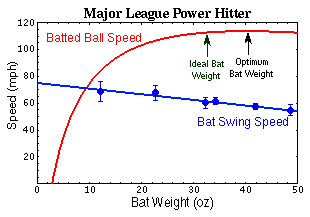 Major League Power Hitter
120
100
80
60
40
20
Speed (mph)
Batted Ball Speed
Ideal Bat
Weight
Optimum
Bat Weight
Bat Swing Speed
0 10 20 30 40 50
Bat Weight (oz)